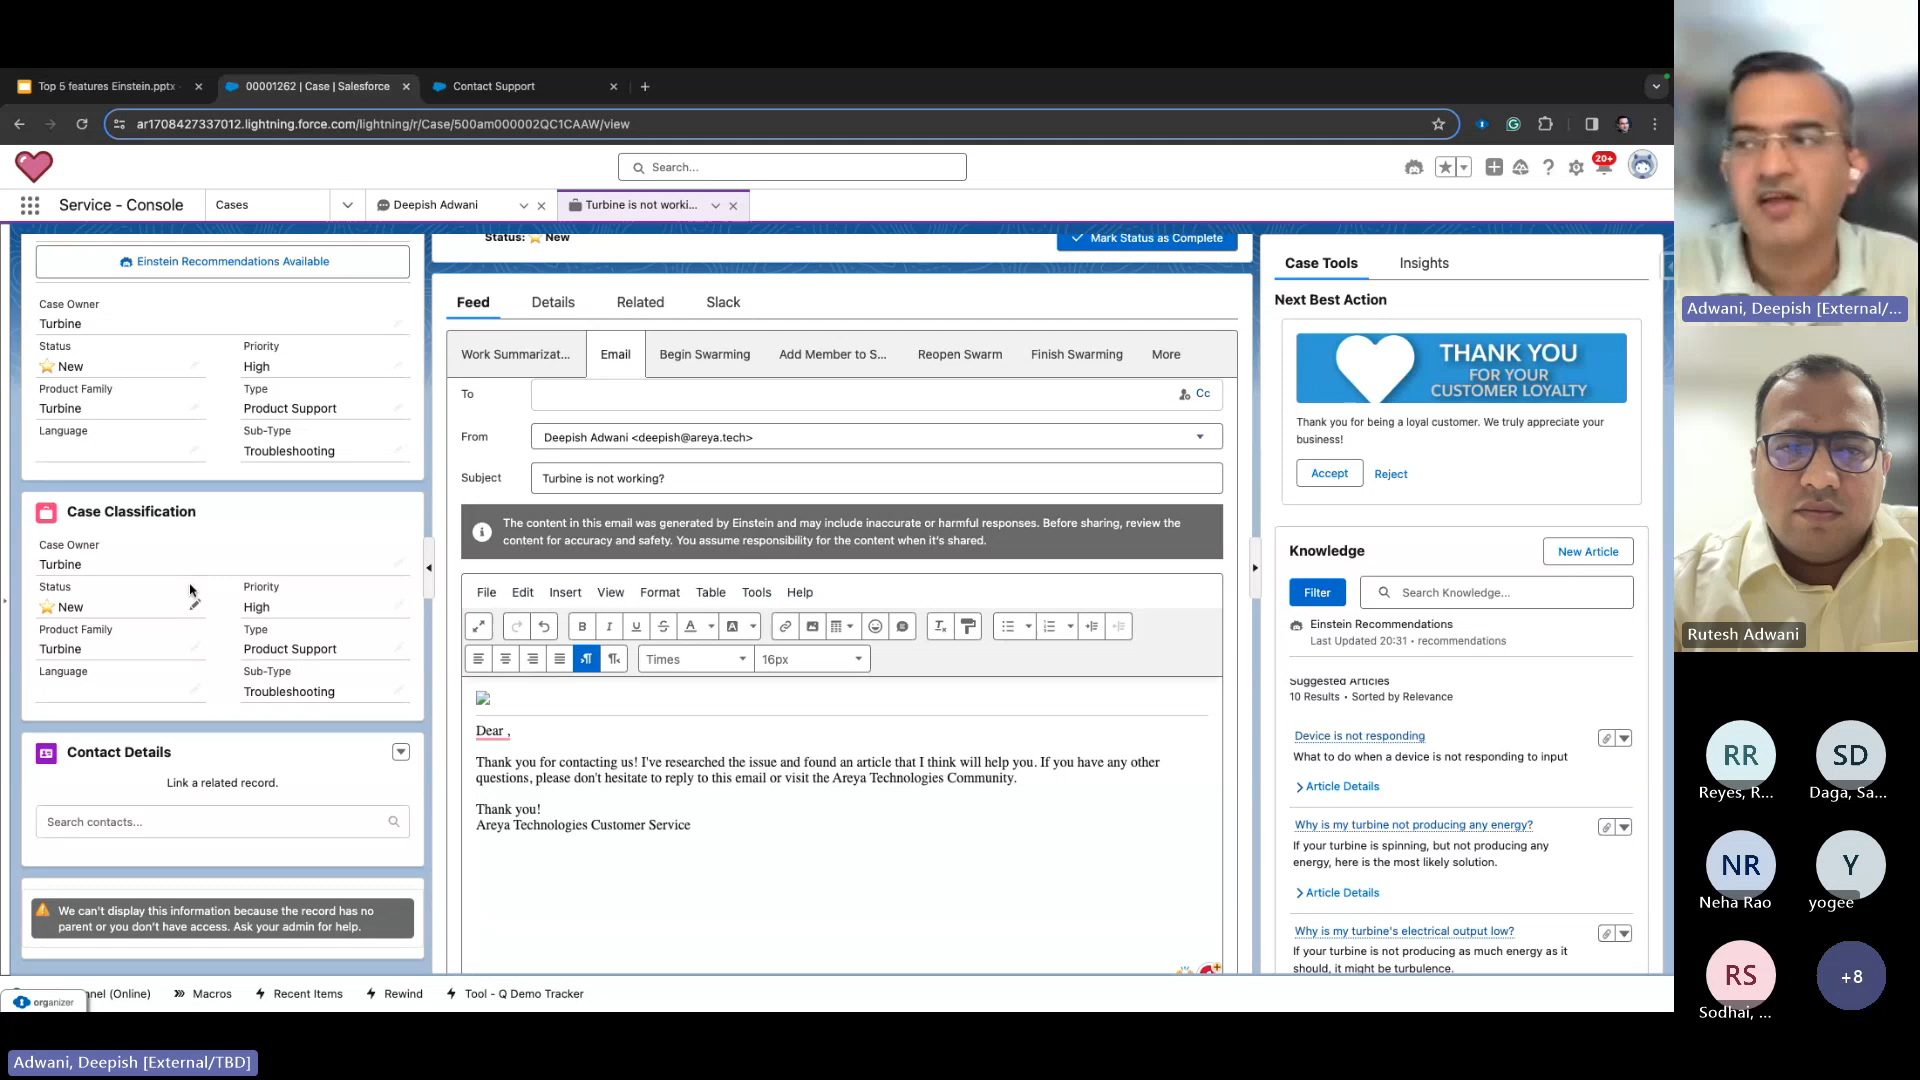 Top 5 features Einstein.pptx
00001262 | Case | Salesforce
Contact Support
ar1708427337012.lightning.force.com/lightning/r/Case/500am000002QC1CAAW/view
Search...
20+
Service - Console
Cases
Deepish Adwani
Turbine is not worki...
Einstein Recommendations Available
Case Owner
Turbine
Status
Priority
New
High
Product Family
Type
Turbine
Product Support
Language
Sub-Type
Troubleshooting
Case Classification
Case Owner
Turbine
Status
Priority
New
High
Product Family
Type
Turbine
Product Support
Language
Sub-Type
Troubleshooting
Contact Details
Link a related record.
Search contacts...
We can't display this information because the record has no
parent or you don't have access. Ask your admin for help.
Status: New
Mark Status as Complete
Feed
Details
Related
Slack
Work Summarizat...
Email
Begin Swarming
Add Member to S...
Reopen Swarm
Finish Swarming
More
To
Cc
From
Deepish Adwani <deepish@areya.tech>
Subject
Turbine is not working?
The content in this email was generated by Einstein and may include inaccurate or harmful responses. Before sharing, review the
content for accuracy and safety. You assume responsibility for the content when it's shared.
File
Edit
Insert
View
Format
Table
Tools
Help
Times
16px
Dear ,
Thank you for contacting us! I've researched the issue and found an article that I think will help you. If you have any other
questions, please don't hesitate to reply to this email or visit the Areya Technologies Community.
Thank you!
Areya Technologies Customer Service
Case Tools
Insights
Next Best Action
THANK YOU
FOR YOUR
CUSTOMER LOYALTY
Thank you for being a loyal customer. We truly appreciate your
business!
Accept
Reject
Knowledge
New Article
Filter
Search Knowledge...
Einstein Recommendations
Last Updated 20:31 • recommendations
Suggested Articles
10 Results • Sorted by Relevance
Device is not responding
What to do when a device is not responding to input
Article Details
Why is my turbine not producing any energy?
If your turbine is spinning, but not producing any
energy, here is the most likely solution.
Article Details
Why is my turbine's electrical output low?
If your turbine is not producing as much energy as it
should, it might be turbulence.
nel (Online)
Macros
Recent Items
Rewind
Tool - Q Demo Tracker
organizer
Adwani, Deepish [External/TBD]
Adwani, Deepish [External/...
Rutesh Adwani
RR
SD
Reyes, R...
Daga, Sa...
NR
Y
Neha Rao
yogee
RS
+8
Sodhai, ...